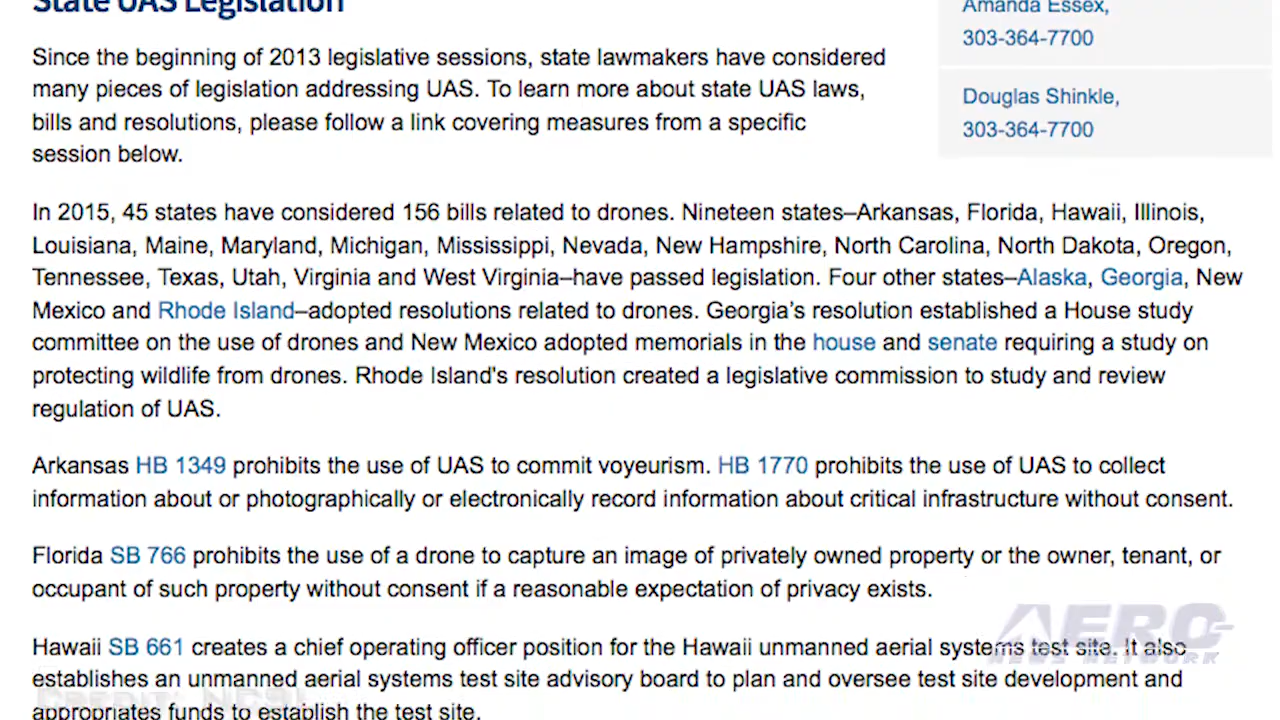 State UAS Legislation
Since the beginning of 2013 legislative sessions, state lawmakers have considered
many pieces of legislation addressing UAS. To learn more about state UAS laws,
bills and resolutions, please follow a link covering measures from a specific
session below.
Amanda Essex,
303-364-7700
Douglas Shinkle,
303-364-7700
In 2015, 45 states have considered 156 bills related to drones. Nineteen states–Arkansas, Florida, Hawaii, Illinois,
Louisiana, Maine, Maryland, Michigan, Mississippi, Nevada, New Hampshire, North Carolina, North Dakota, Oregon,
Tennessee, Texas, Utah, Virginia and West Virginia–have passed legislation. Four other states–Alaska, Georgia, New
Mexico and Rhode Island–adopted resolutions related to drones. Georgia’s resolution established a House study
committee on the use of drones and New Mexico adopted memorials in the house and senate requiring a study on
protecting wildlife from drones. Rhode Island's resolution created a legislative commission to study and review
regulation of UAS.
Arkansas HB 1349 prohibits the use of UAS to commit voyeurism. HB 1770 prohibits the use of UAS to collect
information about or photographically or electronically record information about critical infrastructure without consent.
Florida SB 766 prohibits the use of a drone to capture an image of privately owned property or the owner, tenant, or
occupant of such property without consent if a reasonable expectation of privacy exists.
Hawaii SB 661 creates a chief operating officer position for the Hawaii unmanned aerial systems test site. It also
establishes an unmanned aerial systems test site advisory board to plan and oversee test site development and
appropriates funds to establish the test site.
AERO
NEWS NETWORK
Credit: NCSL